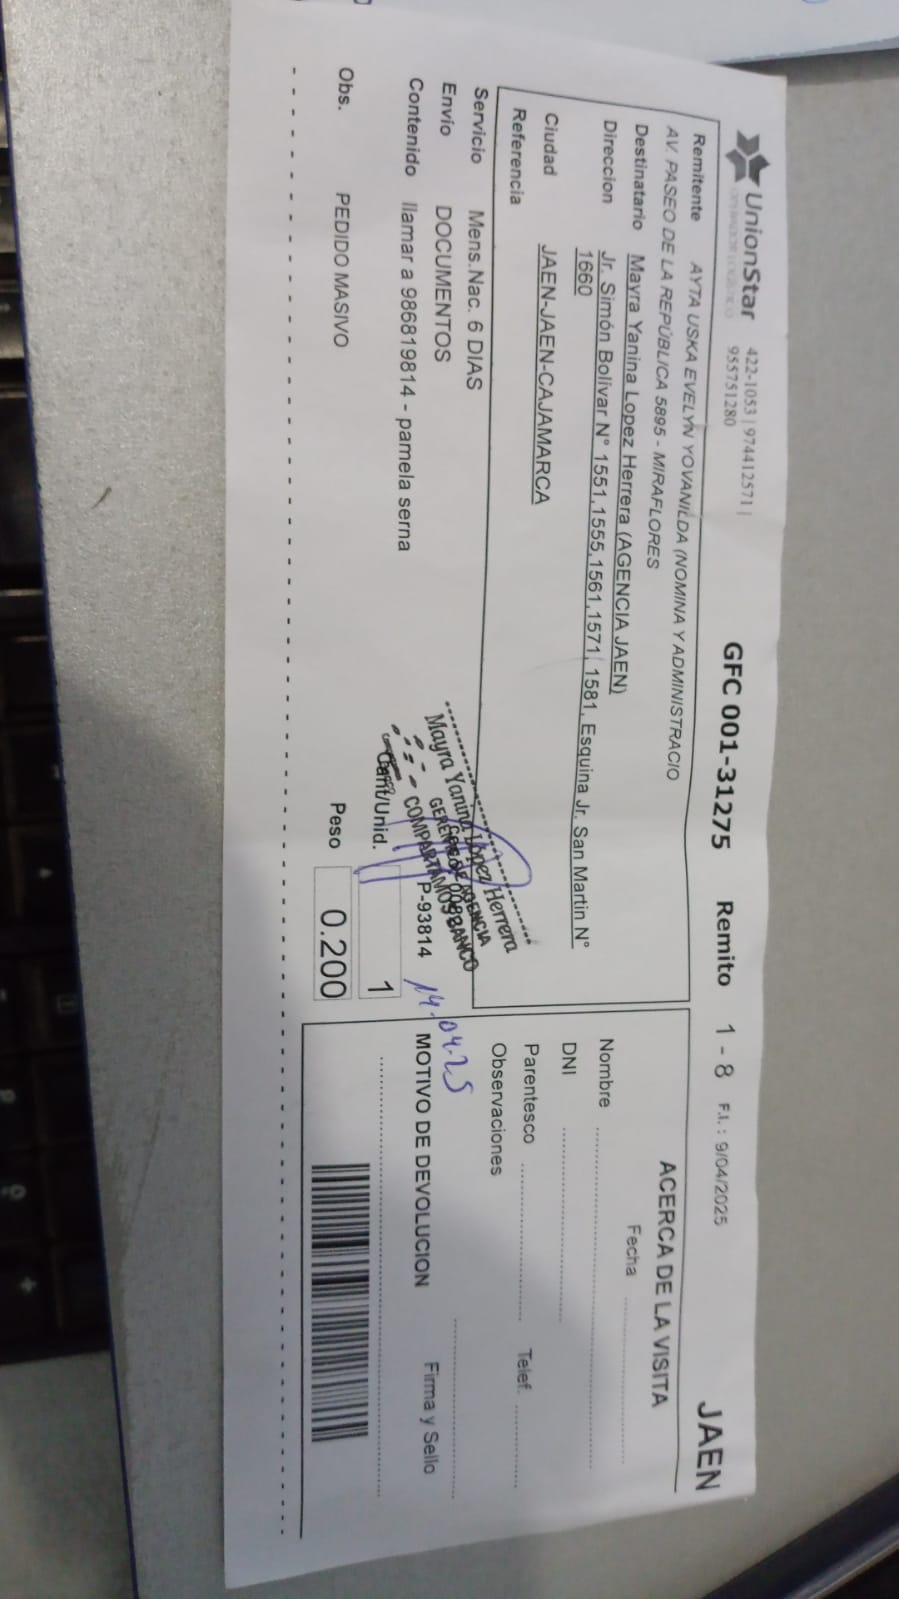 UnionStar 422-1053 | 974412571 | GFC 001-31275 Remito 1 - 8 F.I. : 9/04/2025 JAEN
955751280
Remitente AYTA USKA EVELYN YOVANILDA (NOMINA Y ADMINISTRACIO
AV. PASEO DE LA REPÚBLICA 5895 - MIRAFLORES
Destinatario Mayra Yanina Lopez Herrera (AGENCIA JAEN)
Direccion Jr. Simón Bolívar N° 1551,1555,1561,1571, 1581, Esquina Jr. San Martin N°
1660
Ciudad JAEN-JAEN-CAJAMARCA
Referencia
Servicio Mens.Nac. 6 DIAS
Envio DOCUMENTOS
Contenido llamar a 986819814 - pamela serna
Obs. PEDIDO MASIVO
Mayra Yanina López Herrera
GERENTE DE AGENCIA
COMPARTAMOS BANCO
P-93814
14.04.25
Cant/Unid. 1
Peso 0.200
ACERCA DE LA VISITA
Fecha
Nombre
DNI
Parentesco Telef.
Observaciones
MOTIVO DE DEVOLUCION Firma y Sello